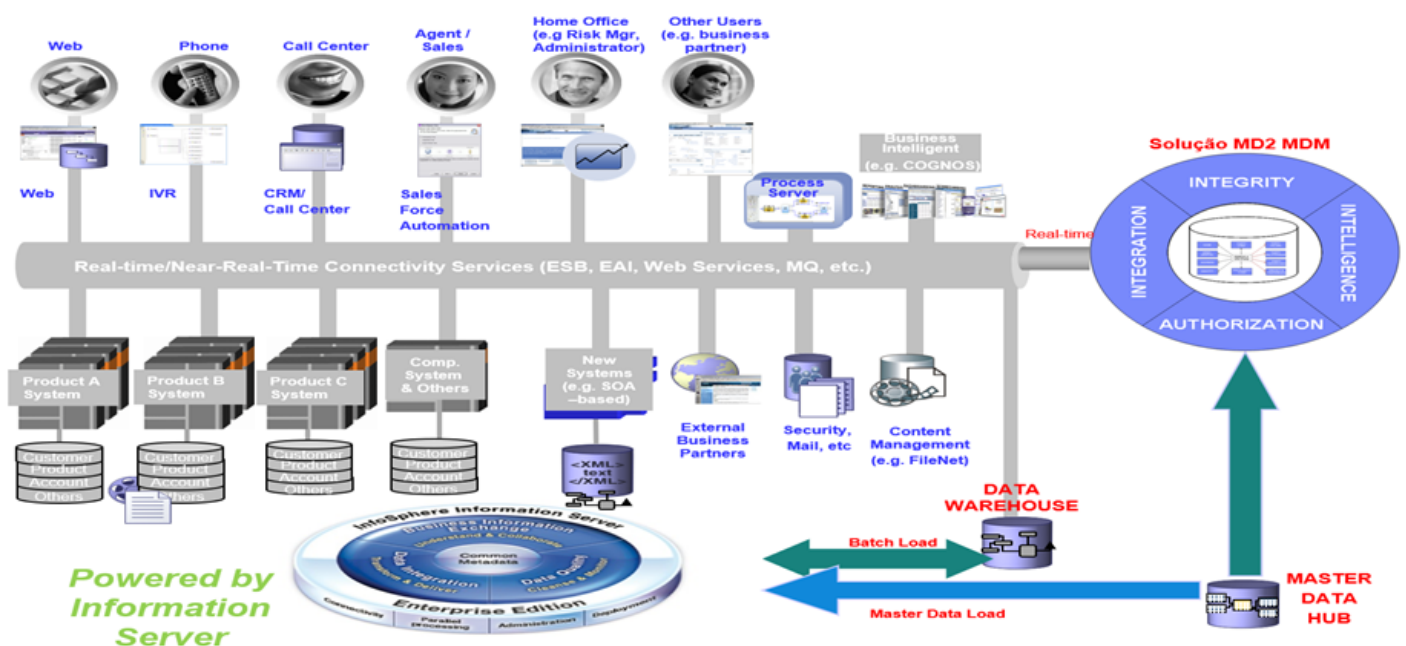 Web
Phone
Call Center
Agent /
Sales
Home Office
(e.g Risk Mgr,
Administrator)
Other Users
(e.g. business
partner)
Web
IVR
CRM/
Call Center
Sales
Force
Automation
Process
Server
Business
Intelligent
(e.g. COGNOS)
Solução MD2 MDM
INTEGRITY
INTEGRATION
INTELLIGENCE
AUTHORIZATION
Real-time
Real-time/Near-Real-Time Connectivity Services (ESB, EAI, Web Services, MQ, etc.)
Product A
System
Product B
System
Product C
System
Comp.
System
& Others
New
Systems
(e.g. SOA
–based)
External
Business
Partners
Security,
Mail, etc
Content
Management
(e.g. FileNet)
Customer
Product
Account
Others
Customer
Product
Account
Others
Customer
Product
Account
Others
Customer
Product
Account
Others
<XML>
text
</XML>
DATA
WAREHOUSE
Batch Load
Master Data Load
MASTER
DATA
HUB
Powered by
Information
Server
InfoSphere Information Server
Business Information
Exchange
Understand & Collaborate
Common
Metadata
Data Integration
Transform & Deliver
Data Quality
Cleanse & Monitor
Enterprise Edition
Connectivity
Parallel
processing
Administration
Deployment